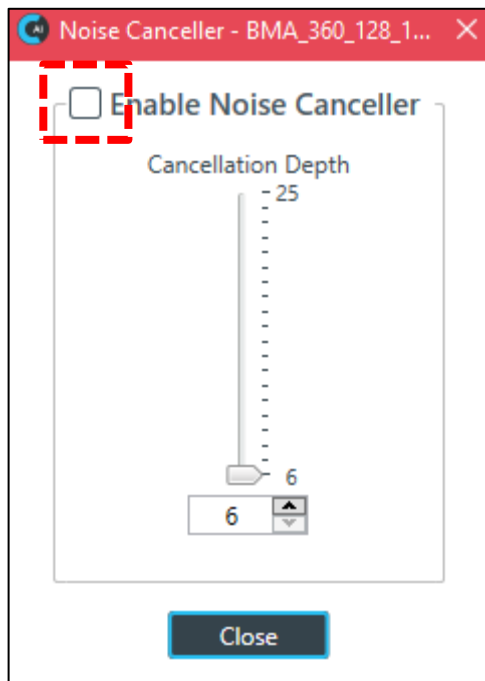 Noise Canceller - BMA_360_128_1...
Enable Noise Canceller
Cancellation Depth
25
6
6
Close